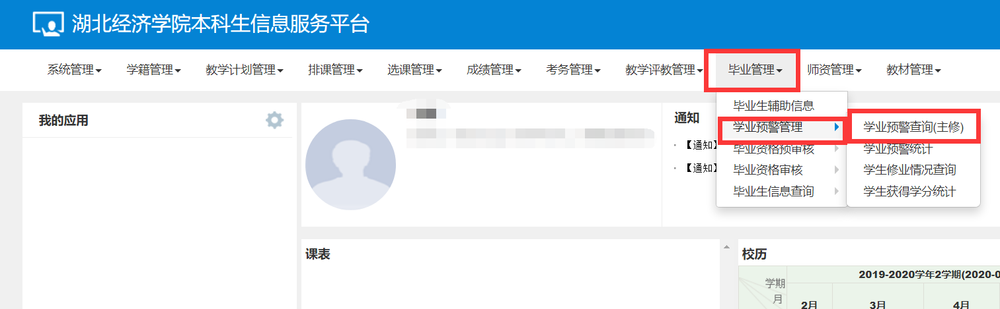 湖北经济学院本科生信息服务平台
系统管理 学籍管理 教学计划管理 排课管理 选课管理 成绩管理 考务管理 教学评教管理 毕业管理 师资管理 教材管理
我的应用
通知
【通知】
【通知】
毕业生辅助信息
学业预警管理
毕业资格预审核
毕业资格审核
毕业生信息查询
学业预警查询(主修)
学业预警统计
学生修业情况查询
学生获得学分统计
课表
校历
2019-2020学年2学期(2020-0
学期
月
2月 3月 4月